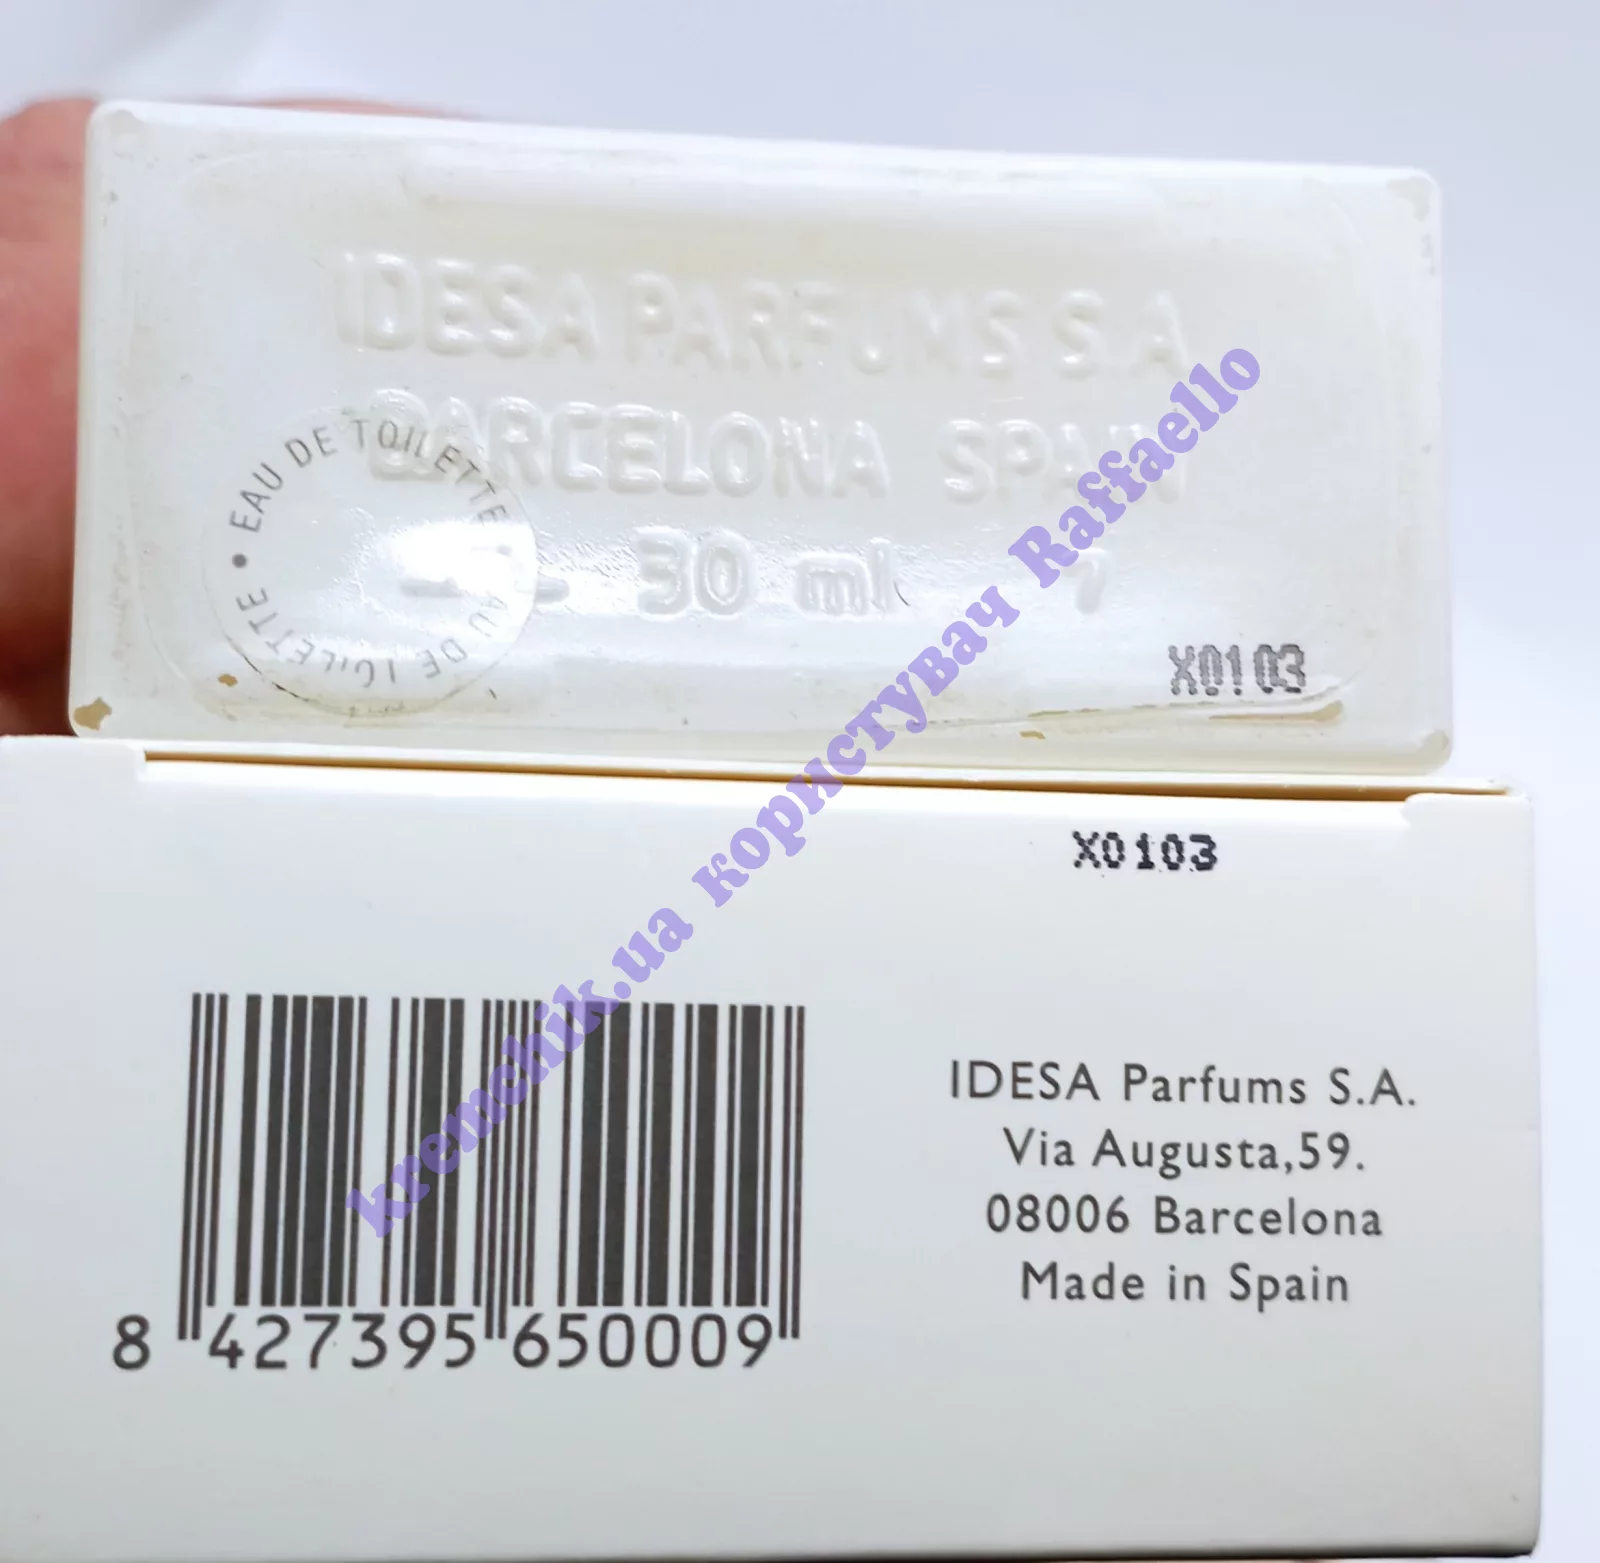 IDESA PARFUMS S.A
BARCELONA SPAIN
30 ml 7
• EAU DE TOILETTE
EAU DE TOILETTE
X0103
X0103
8 427395 650009
IDESA Parfums S.A.
Via Augusta,59.
08006 Barcelona
Made in Spain
kremchik.ua користувач Raffaello